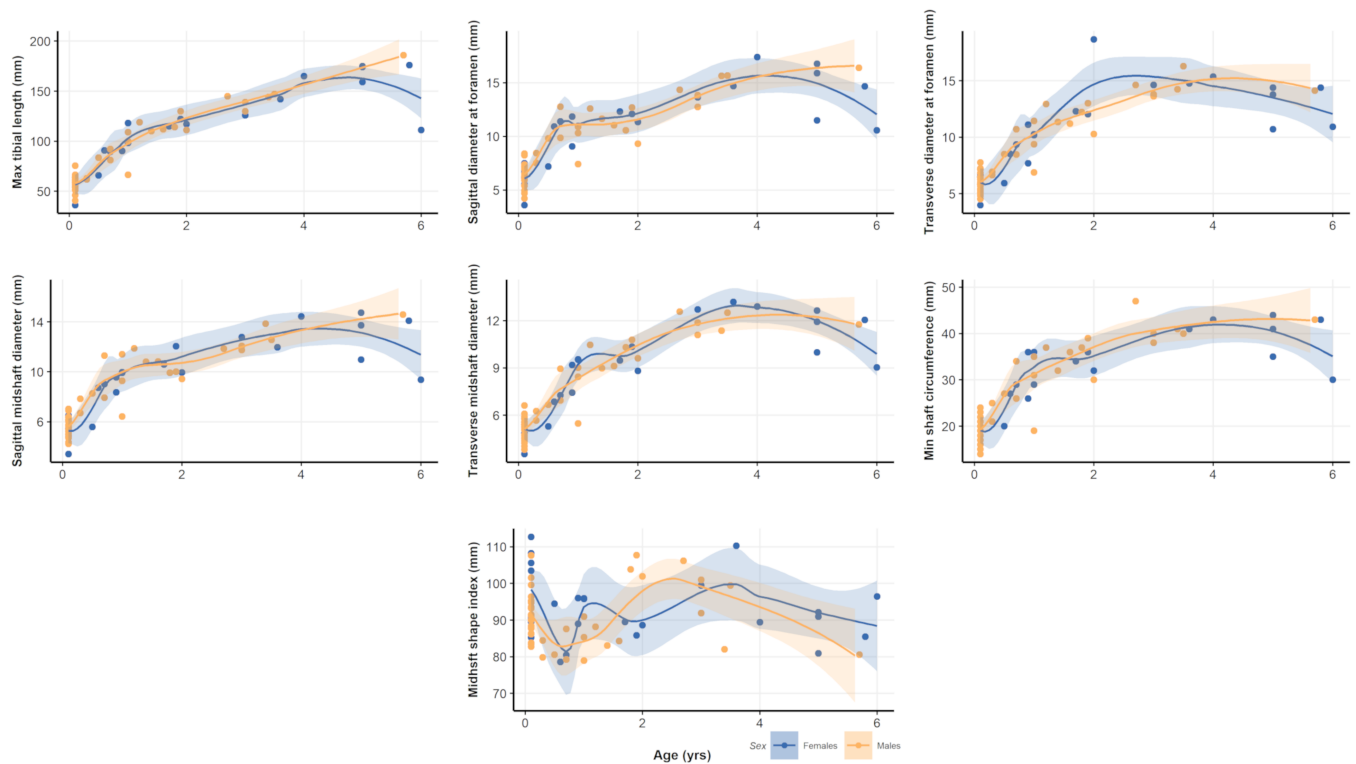 Max tibial length (mm)
200
150
100
50
0 2 4 6
Sagittal diameter at foramen (mm)
15
10
5
0 2 4 6
Transverse diameter at foramen (mm)
15
10
5
0 2 4 6
Sagittal midshaft diameter (mm)
14
10
6
0 2 4 6
Transverse midshaft diameter (mm)
12
9
6
0 2 4 6
Min shaft circumference (mm)
50
40
30
20
0 2 4 6
Midhsft shape index (mm)
110
100
90
80
70
0 2 4 6
Age (yrs)
Sex Females Males